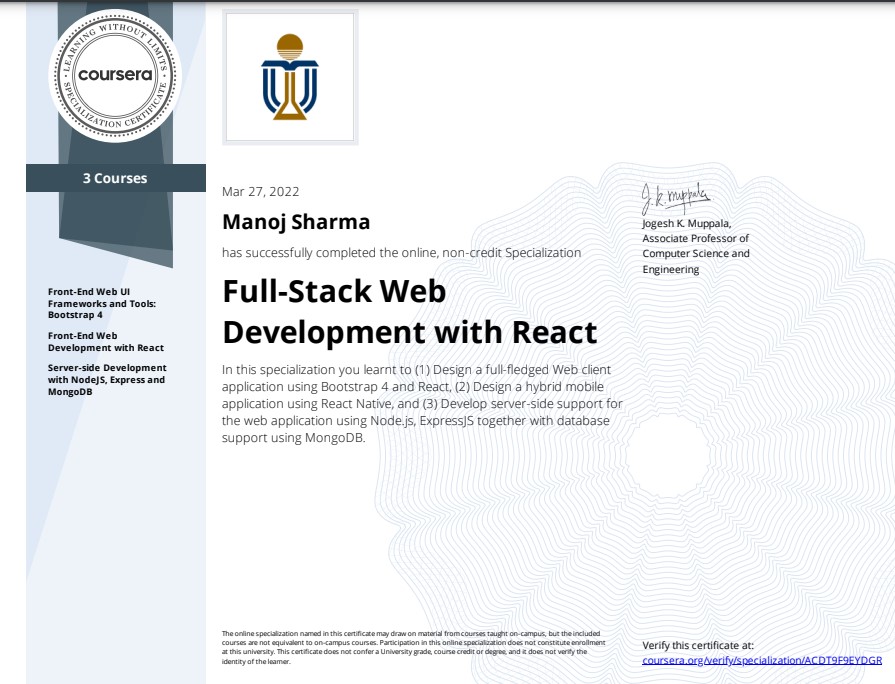 LEARNING WITHOUT LIMITS
coursera
SPECIALIZATION CERTIFICATE
3 Courses
Front-End Web UI
Frameworks and Tools:
Bootstrap 4
Front-End Web
Development with React
Server-side Development
with NodeJS, Express and
MongoDB
Mar 27, 2022
Manoj Sharma
has successfully completed the online, non-credit Specialization
Full-Stack Web
Development with React
In this specialization you learnt to (1) Design a full-fledged Web client
application using Bootstrap 4 and React, (2) Design a hybrid mobile
application using React Native, and (3) Develop server-side support for
the web application using Node.js, ExpressJS together with database
support using MongoDB.
J. K. Muppala
Jogesh K. Muppala,
Associate Professor of
Computer Science and
Engineering
The online specialization named in this certificate may draw on material from courses taught on-campus, but the included
courses are not equivalent to on-campus courses. Participation in this online specialization does not constitute enrollment
at this university. This certificate does not confer a University grade, course credit or degree, and it does not verify the
identity of the learner.
Verify this certificate at:
coursera.org/verify/specialization/ACDT9F9EYDGR